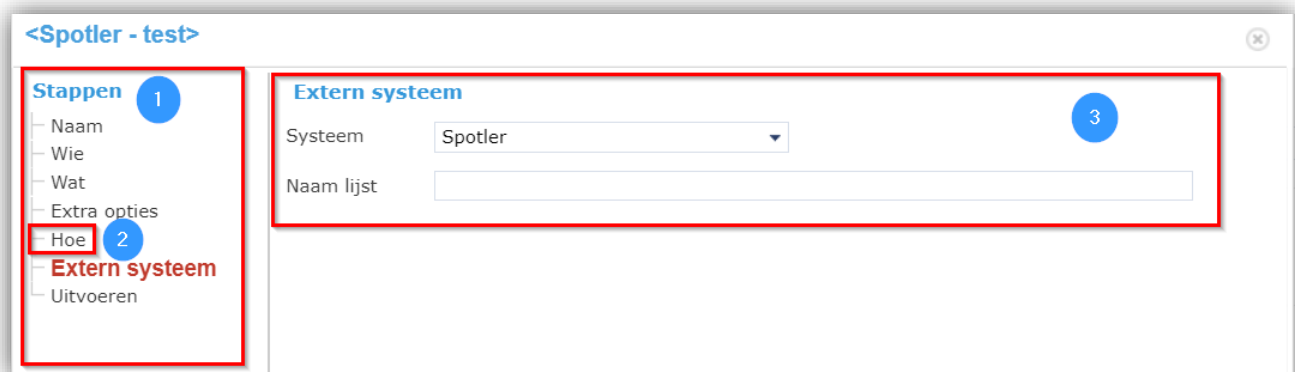 <Spotler - test>
Stappen 1
Naam
Wie
Wat
Extra opties
Hoe 2
Extern systeem
Uitvoeren
Extern systeem 3
Systeem Spotler
Naam lijst